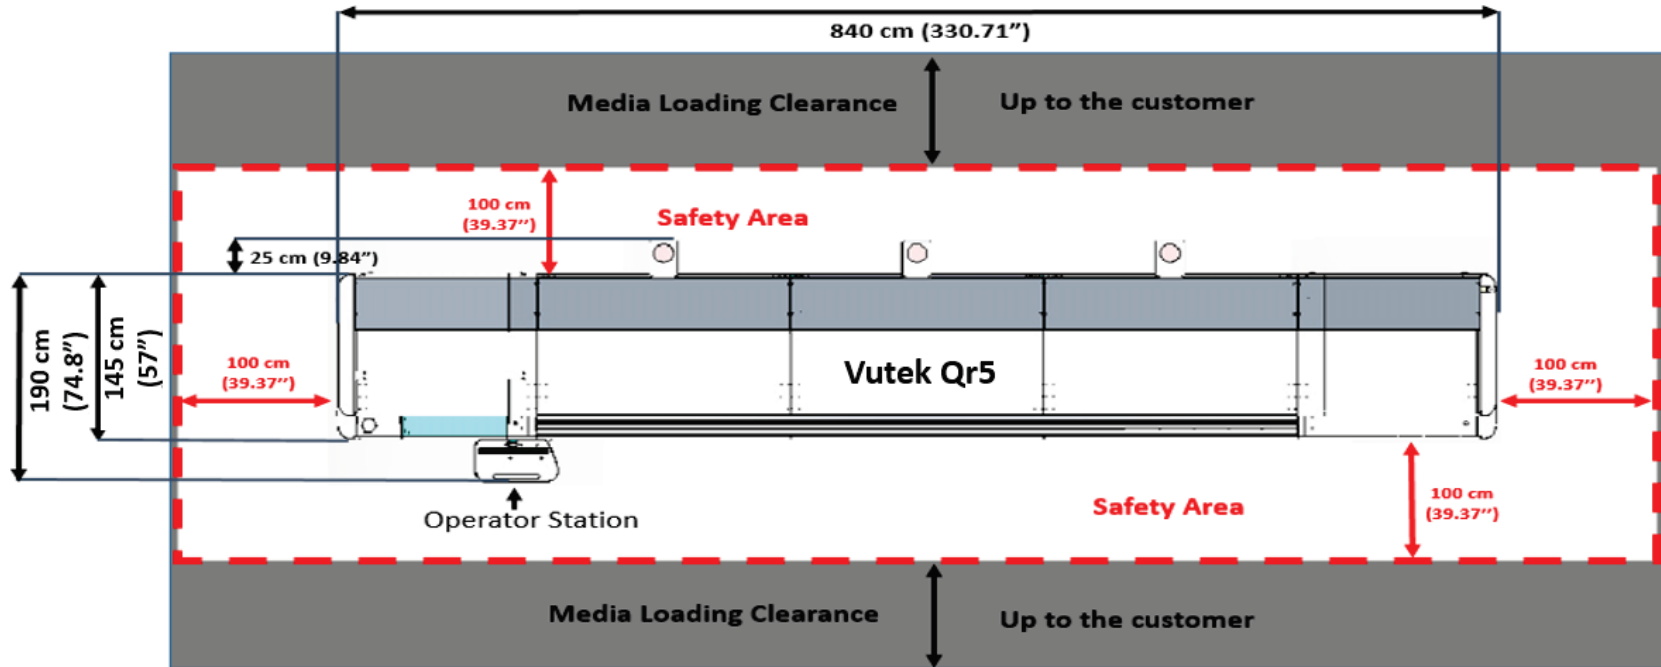 840 cm (330.71”)
Media Loading Clearance
Up to the customer
100 cm
(39.37’’)
Safety Area
25 cm (9.84”)
190 cm
(74.8”)
145 cm
(57”)
100 cm
(39.37’’)
Vutek Qr5
100 cm
(39.37’’)
Operator Station
Safety Area
100 cm
(39.37’’)
Media Loading Clearance
Up to the customer